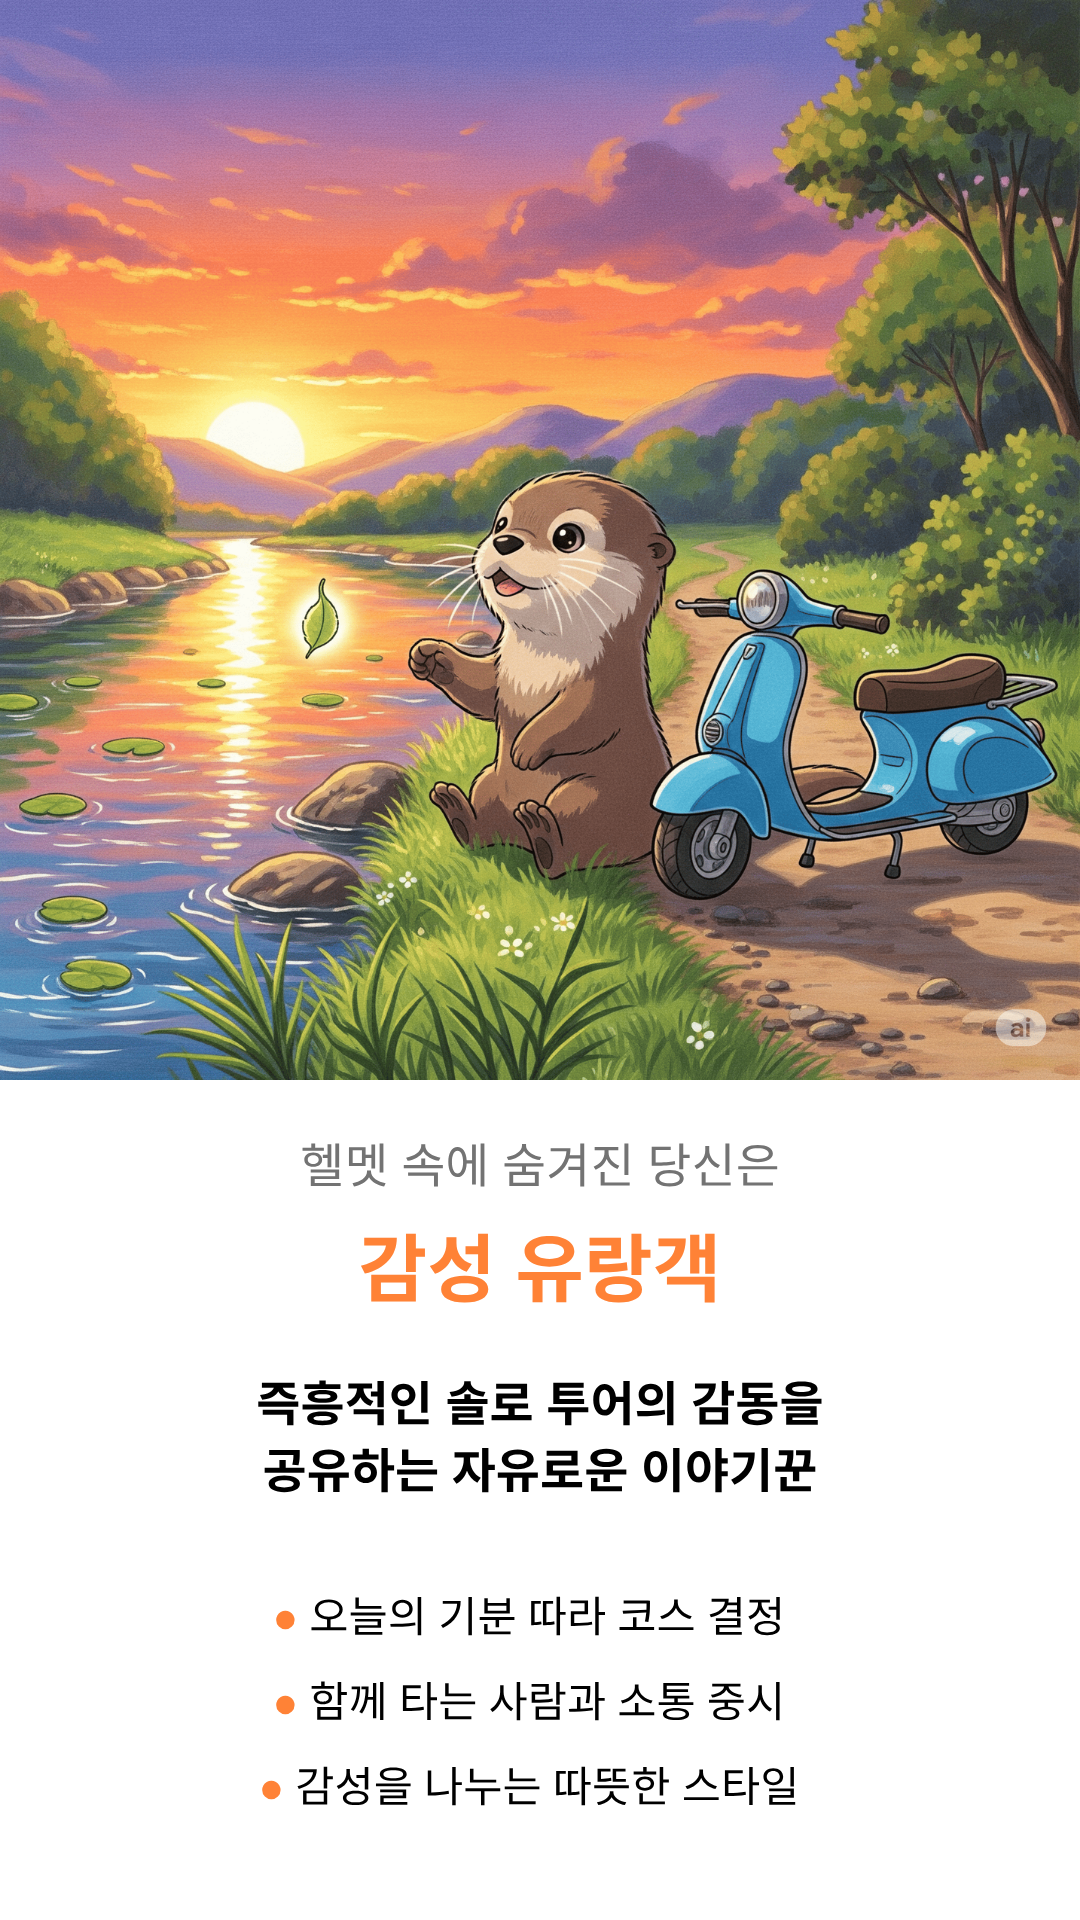 ai
헬멧 속에 숨겨진 당신은
감성 유랑객
즉흥적인 솔로 투어의 감동을
공유하는 자유로운 이야기꾼
• 오늘의 기분 따라 코스 결정
• 함께 타는 사람과 소통 중시
• 감성을 나누는 따뜻한 스타일